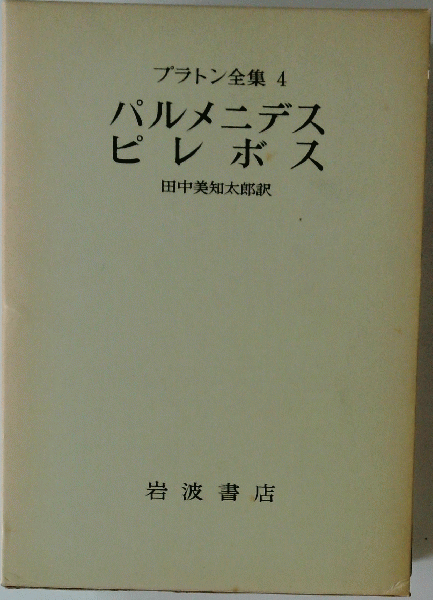 プラトン全集 4
パルメニデス
ピレボス
田中美知太郎訳
岩波書店